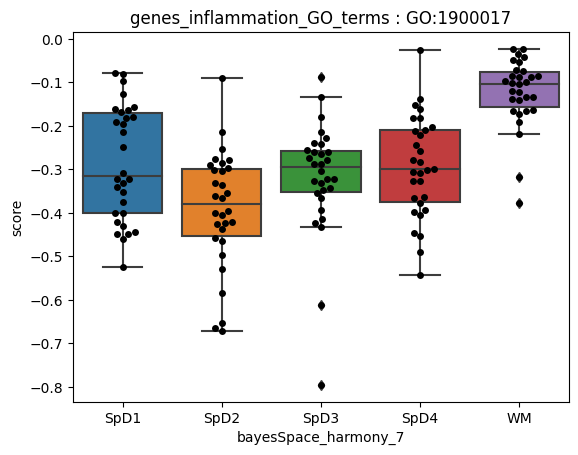 genes_inflammation_GO_terms : GO:1900017
0.0
−0.1
−0.2
−0.3
−0.4
−0.5
−0.6
−0.7
−0.8
score
SpD1 SpD2 SpD3 SpD4 WM
bayesSpace_harmony_7